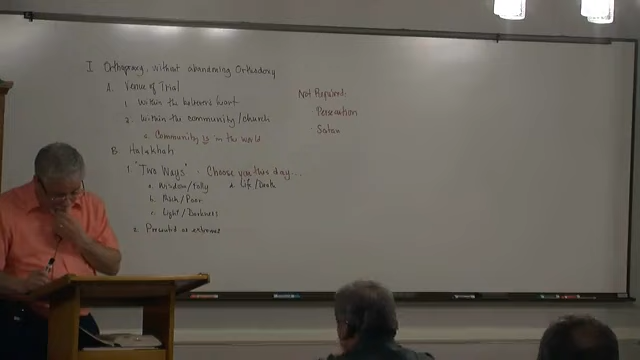 I Orthopraxy, without abandoning Orthodoxy
A. Venue of Trial
1. Within the believers heart
2. Within the community/church
a. Community is in the world
B. Halakhah
1. "Two Ways" - Choose you this day...
a. Wisdom/Folly d. Life/Death
b. Rich/Poor
c. Light/Darkness
2. Presented as extremes
Not Prevalent:
· Persecution
· Satan